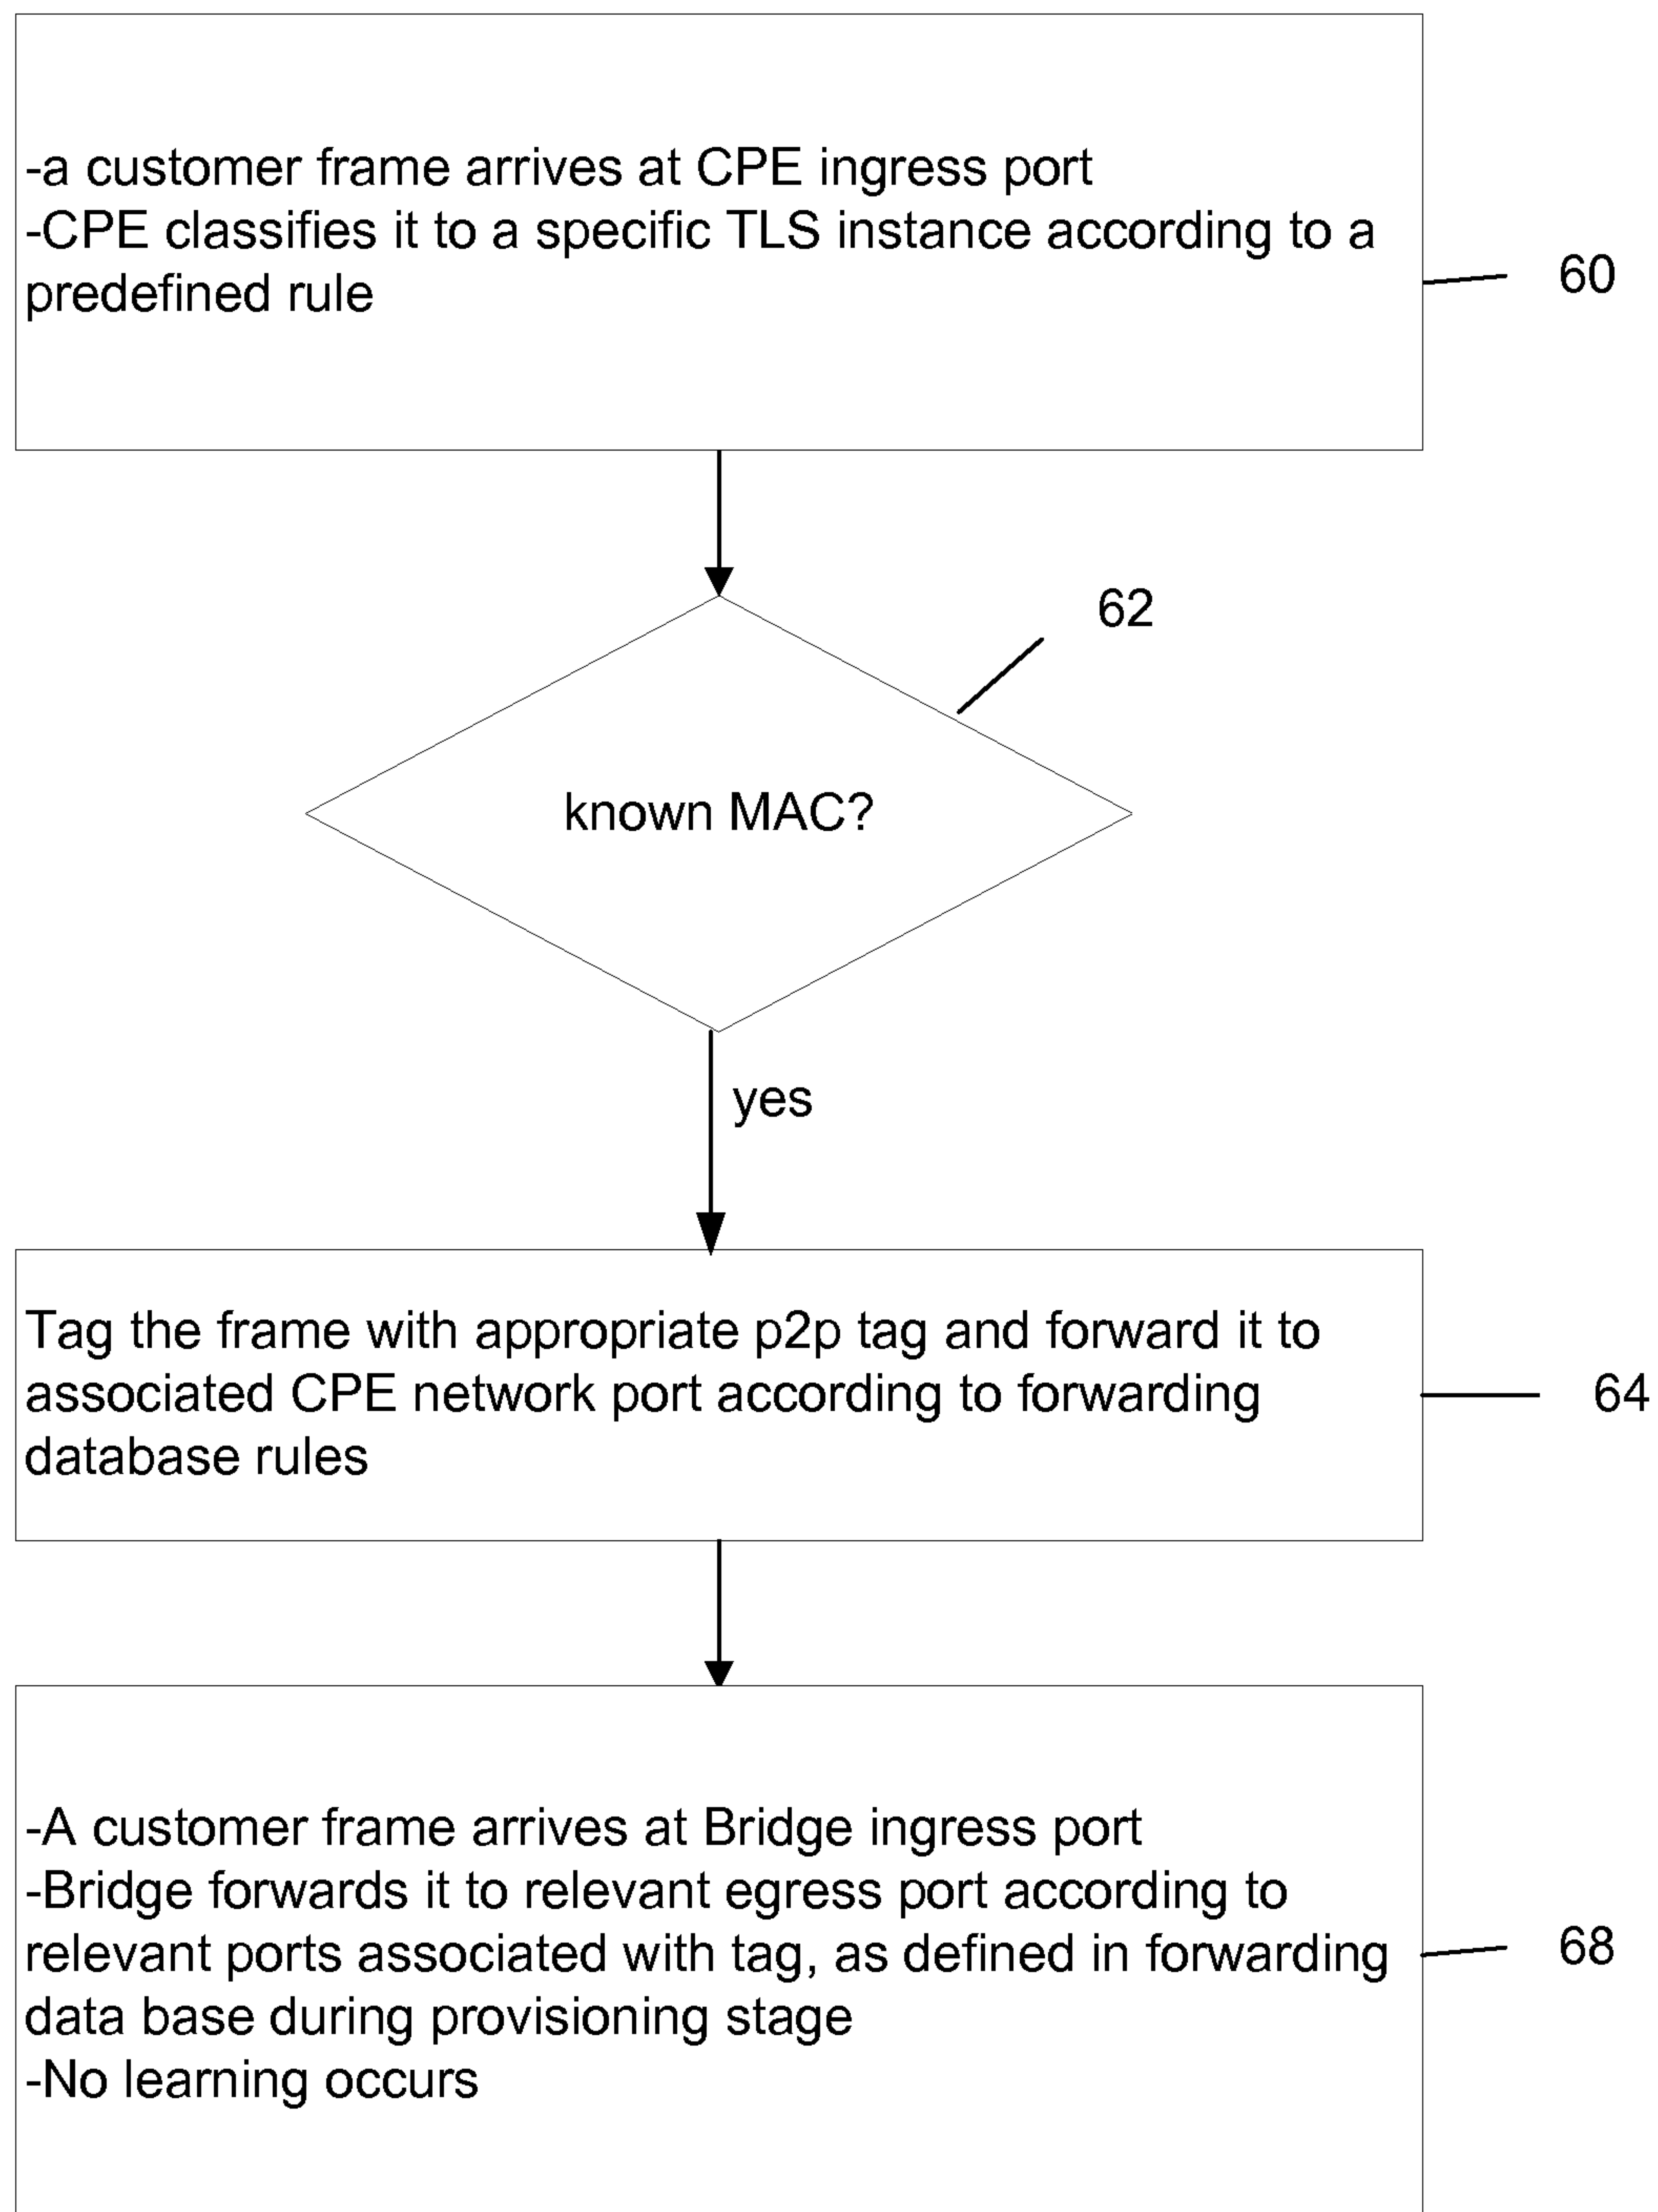 -a customer frame arrives at CPE ingress port
-CPE classifies it to a specific TLS instance according to a
predefined rule
60
62
known MAC?
yes
Tag the frame with appropriate p2p tag and forward it to
associated CPE network port according to forwarding
database rules
64
-A customer frame arrives at Bridge ingress port
-Bridge forwards it to relevant egress port according to
relevant ports associated with tag, as defined in forwarding
data base during provisioning stage
-No learning occurs
68